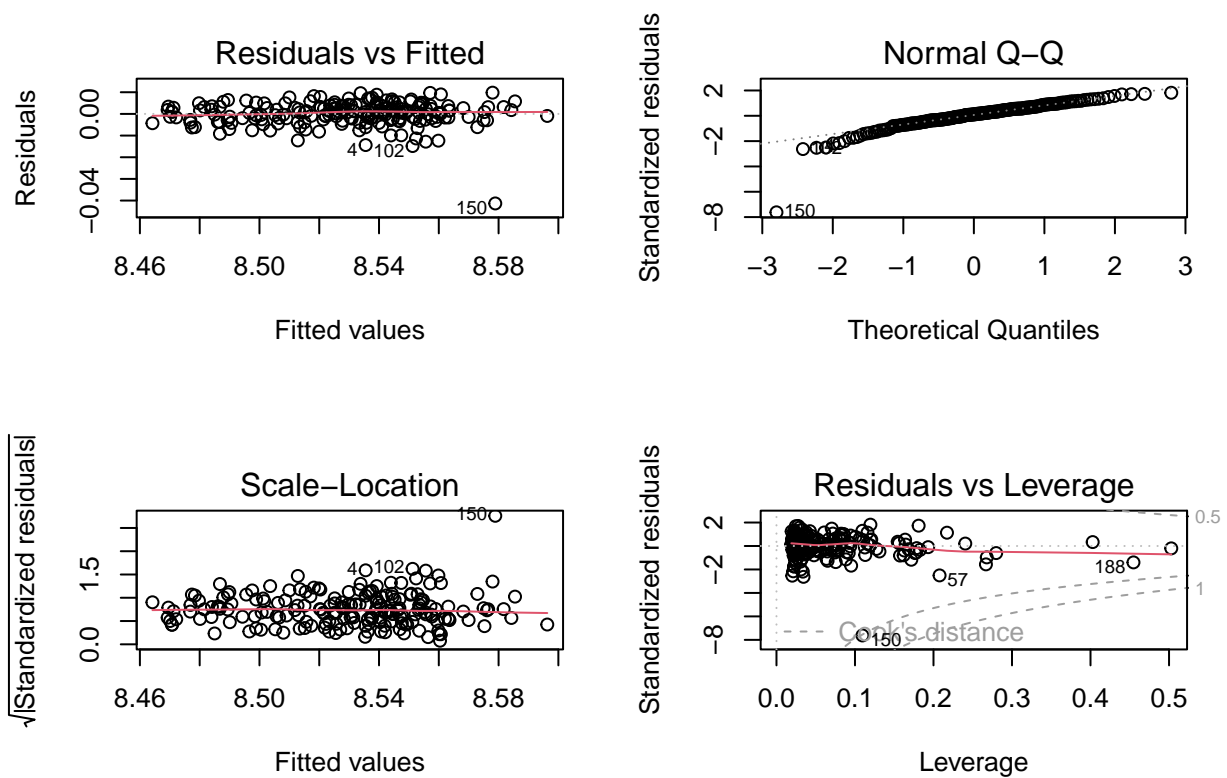 Residuals vs Fitted
Residuals
0.00
−0.04
4
102
150
8.46 8.50 8.54 8.58
Fitted values
Normal Q−Q
Standardized residuals
2
−2
−8
150
−3 −2 −1 0 1 2 3
Theoretical Quantiles
Scale−Location
√|Standardized residuals|
1.5
0.0
150
4
102
8.46 8.50 8.54 8.58
Fitted values
Residuals vs Leverage
Standardized residuals
2
−2
−8
0.5
1
57
188
Cook's distance
150
0.0 0.1 0.2 0.3 0.4 0.5
Leverage